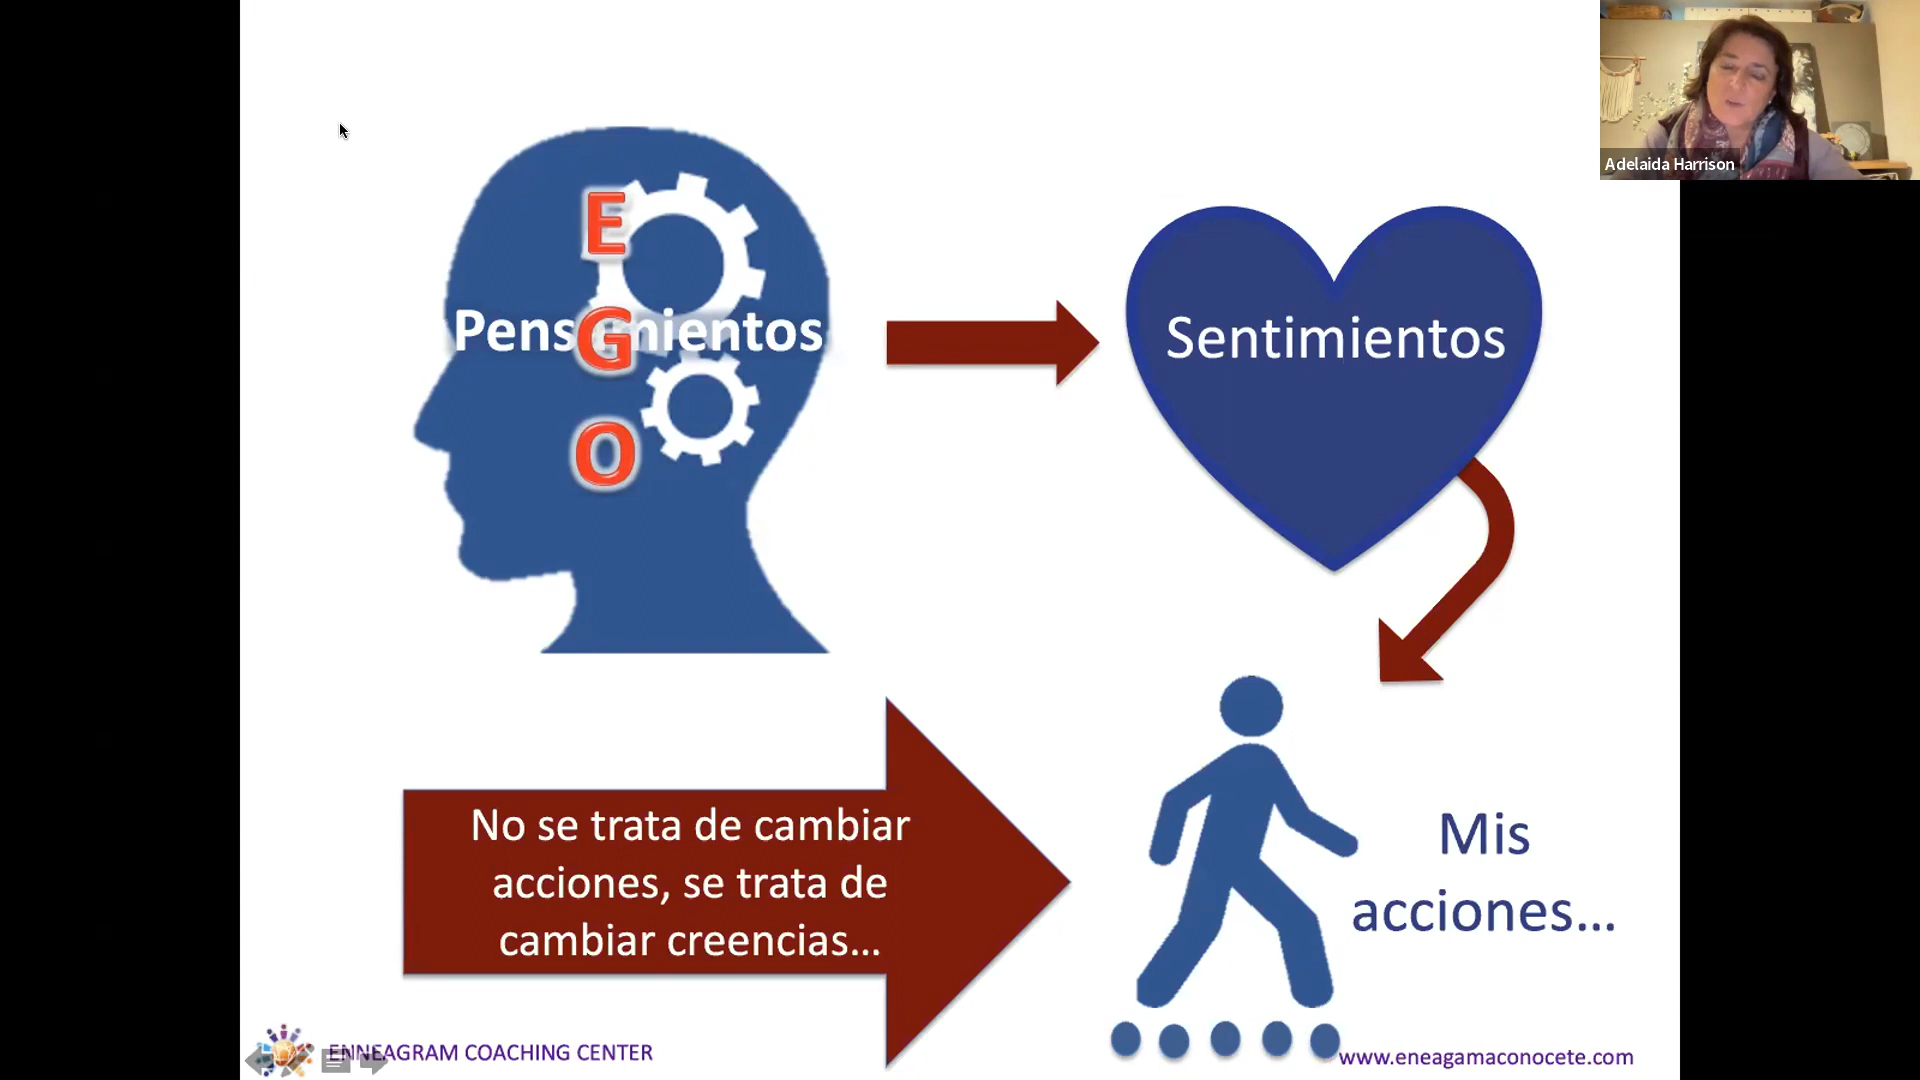 Adelaida Harrison
E
G
O
Pensamientos
Sentimientos
No se trata de cambiar
acciones, se trata de
cambiar creencias...
Mis
acciones...
ENNEAGRAM COACHING CENTER
www.eneagamaconocete.com